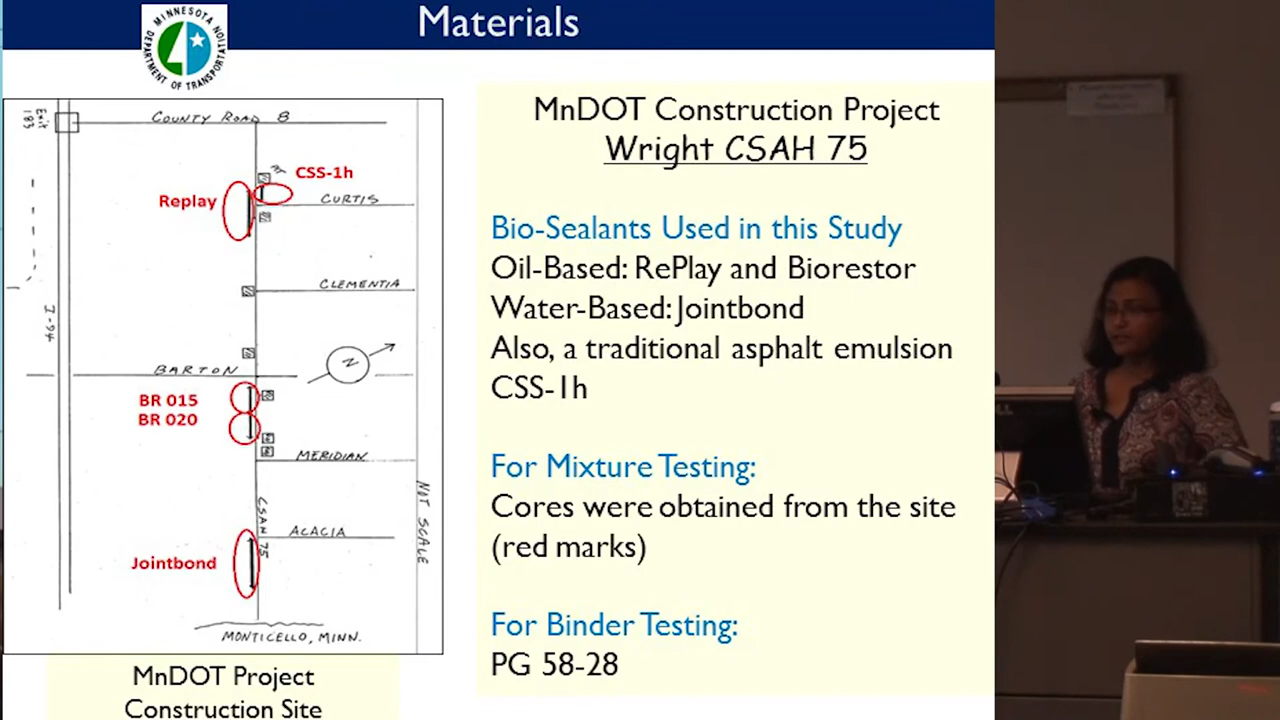 Materials
MINNESOTA
DEPARTMENT OF TRANSPORTATION
Exit
193
COUNTY ROAD 8
CSS-1h
Replay
CURTIS
CLEMENTIA
I-94
N
BARTON
BR 015
BR 020
MERIDIAN
CSAH 75
NOT SCALE
ACACIA
Jointbond
MONTICELLO, MINN.
MnDOT Project
Construction Site
MnDOT Construction Project
Wright CSAH 75
Bio-Sealants Used in this Study
Oil-Based: RePlay and Biorestor
Water-Based: Jointbond
Also, a traditional asphalt emulsion
CSS-1h
For Mixture Testing:
Cores were obtained from the site
(red marks)
For Binder Testing:
PG 58-28
DELL